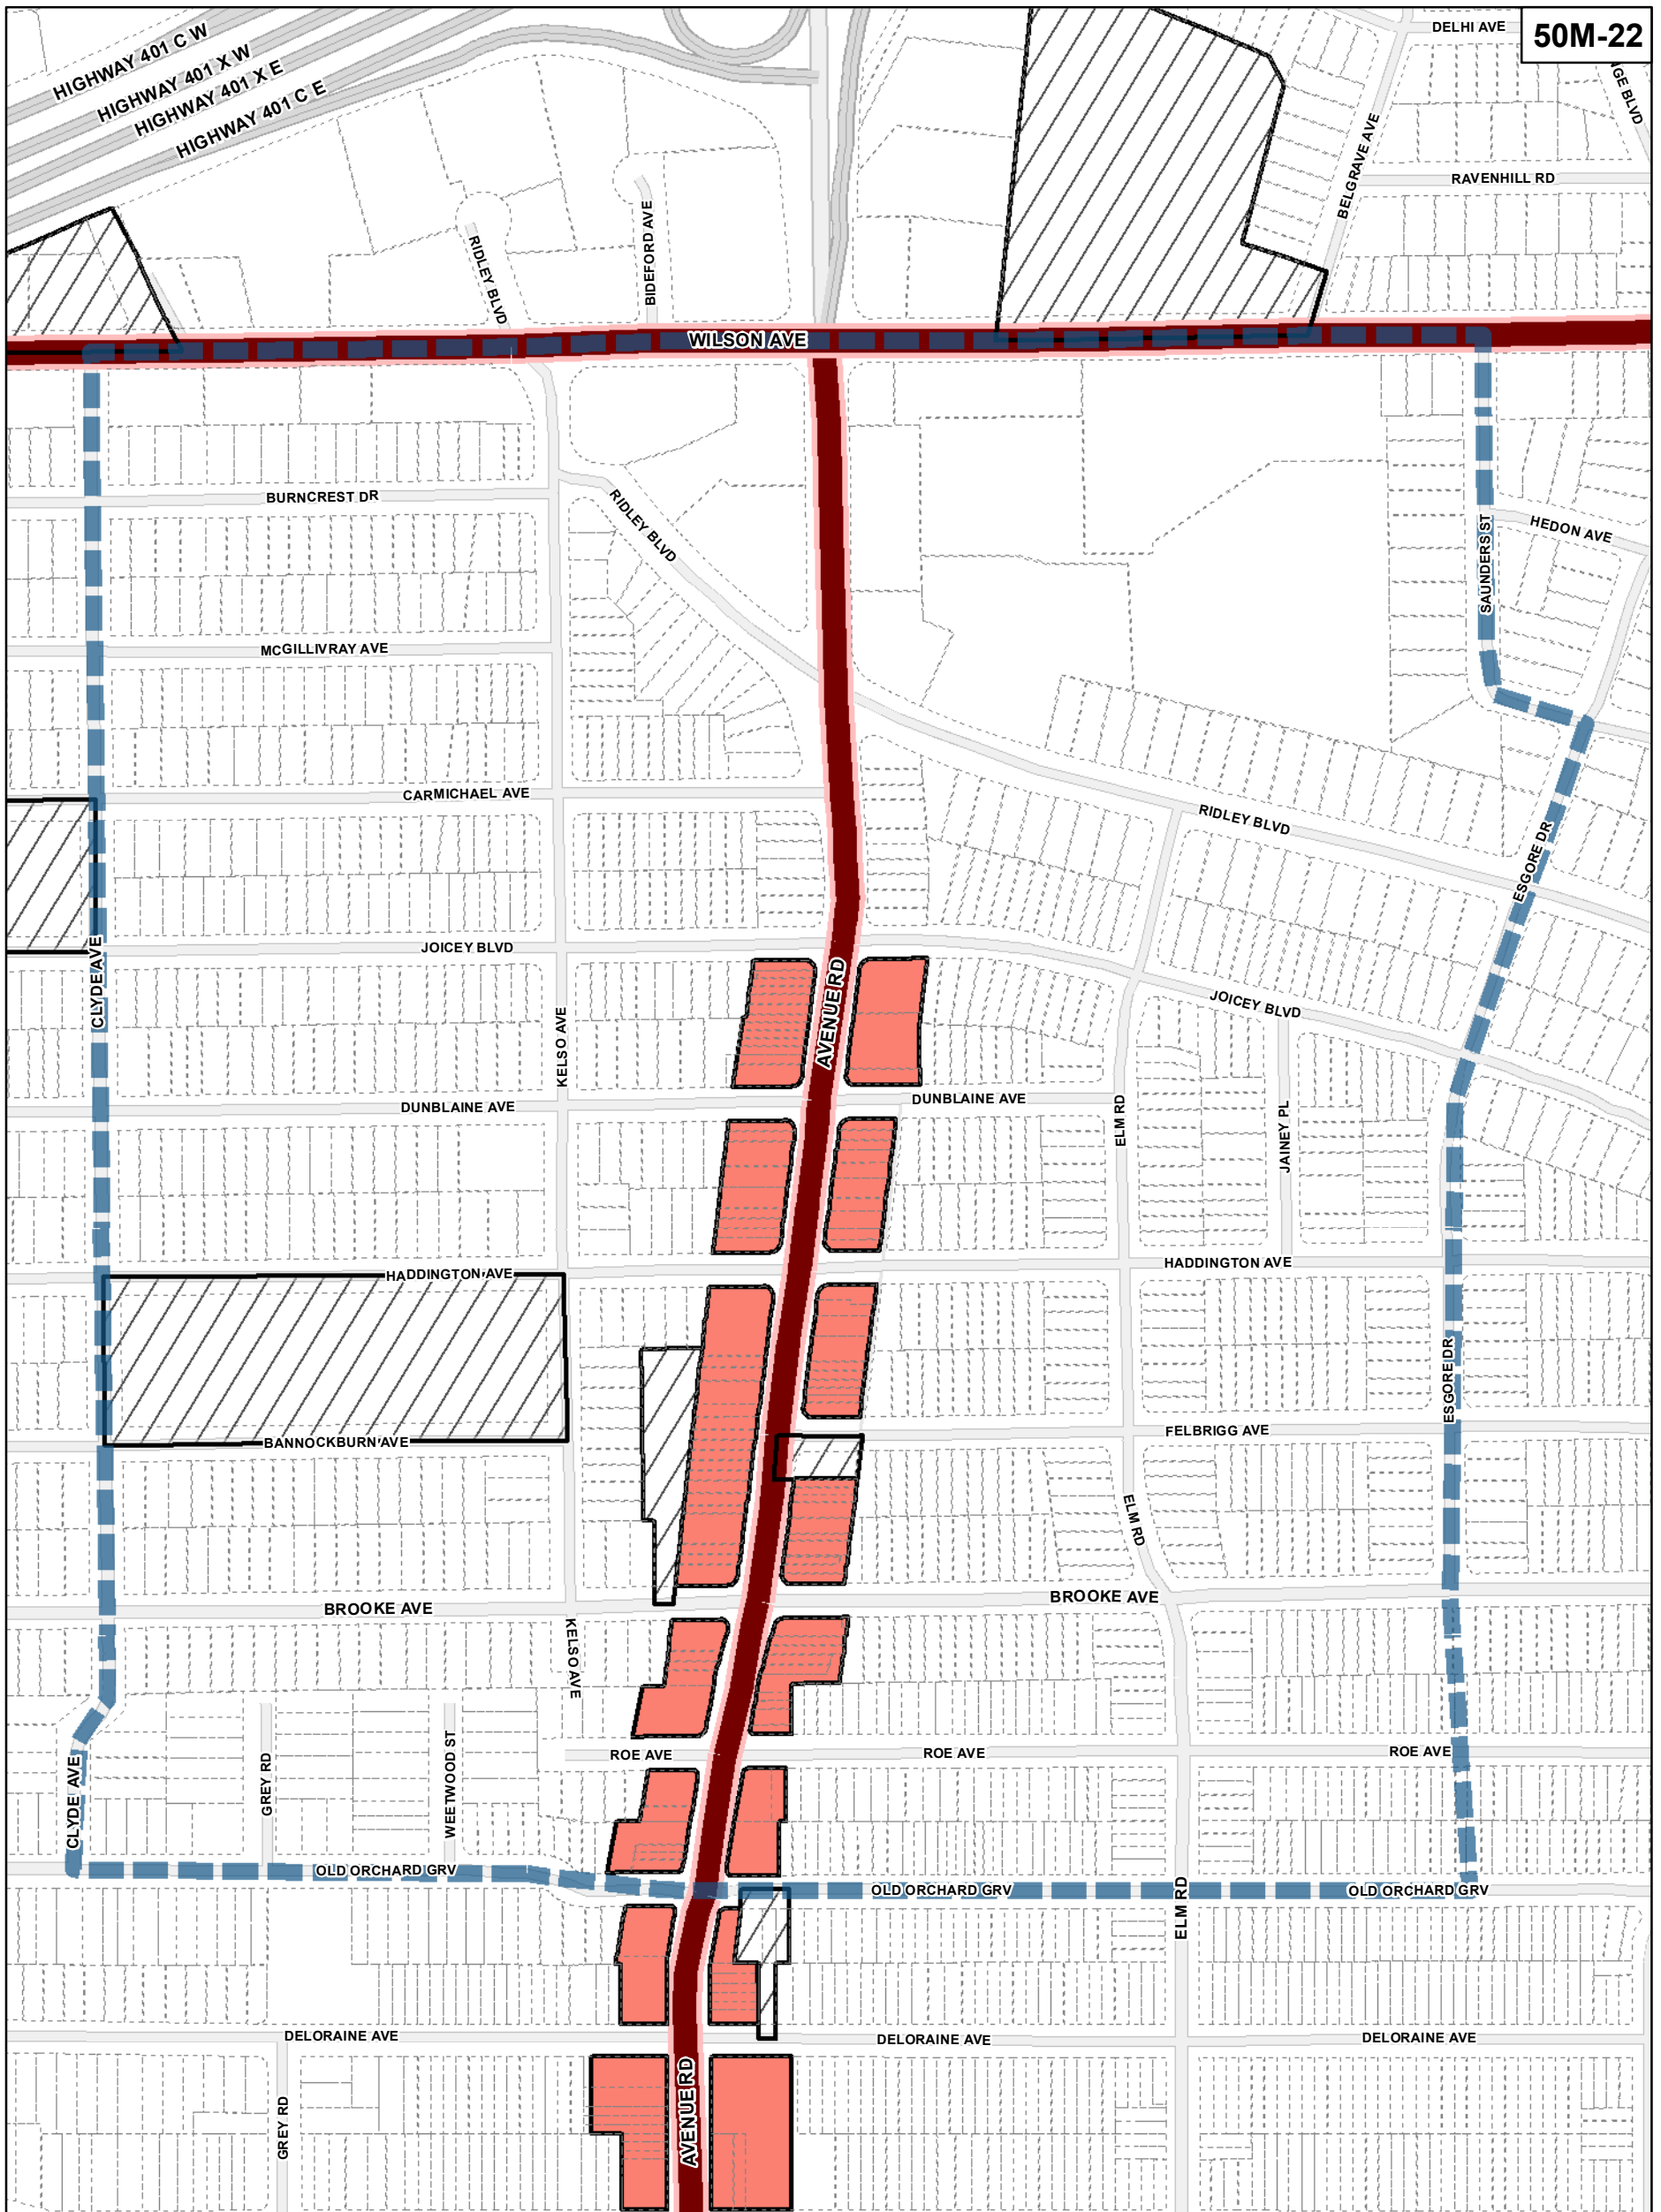 50M-22
DELHI AVE
HIGHWAY 401 C W
HIGHWAY 401 X W
HIGHWAY 401 X E
HIGHWAY 401 C E
BELGRAVE AVE
RAVENHILL RD
RIDLEY BLVD
BIDEFORD AVE
WILSON AVE
BURNCREST DR
RIDLEY BLVD
SAUNDERS ST
HEDON AVE
MCGILLIVRAY AVE
CARMICHAEL AVE
RIDLEY BLVD
ESGORE DR
CLYDE AVE
JOICEY BLVD
KELSO AVE
AVENUE RD
JOICEY BLVD
DUNBLAINE AVE
DUNBLAINE AVE
ELM RD
JAINEY PL
HADDINGTON AVE
HADDINGTON AVE
ESGORE DR
BANNOCKBURN AVE
FELBRIGG AVE
ELM RD
BROOKE AVE
BROOKE AVE
KELSO AVE
CLYDE AVE
GREY RD
WEETWOOD ST
ROE AVE
ROE AVE
ROE AVE
OLD ORCHARD GRV
OLD ORCHARD GRV
OLD ORCHARD GRV
ELM RD
DELORAINE AVE
DELORAINE AVE
DELORAINE AVE
GREY RD
AVENUE RD